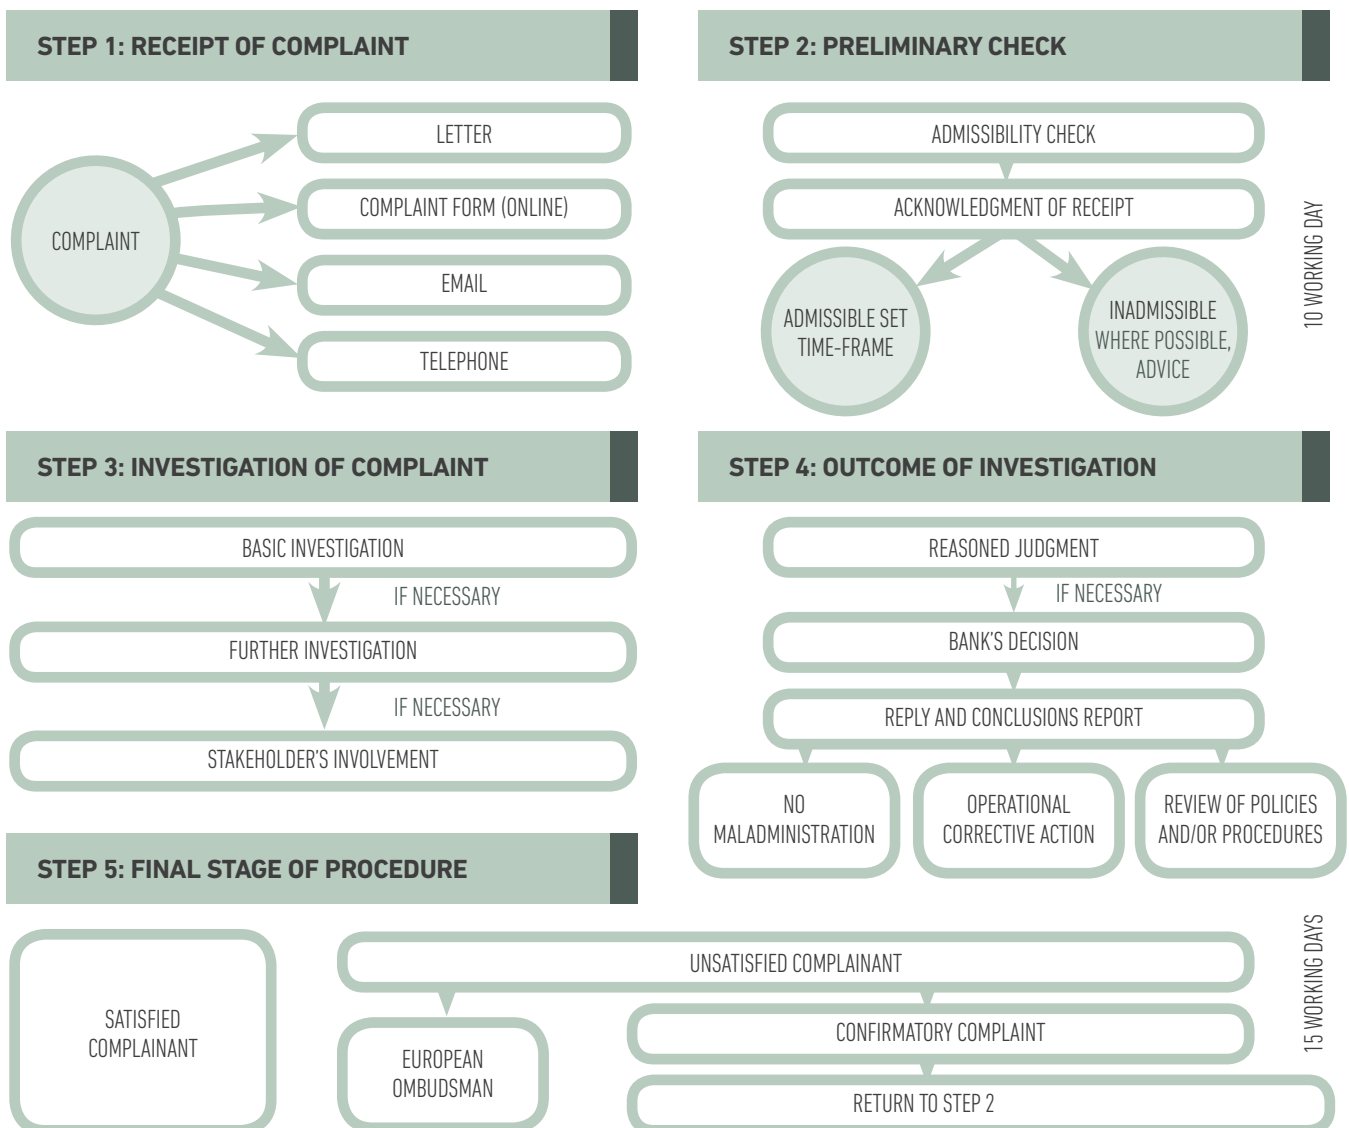 STEP 1: RECEIPT OF COMPLAINT
COMPLAINT
LETTER
COMPLAINT FORM (ONLINE)
EMAIL
TELEPHONE
STEP 2: PRELIMINARY CHECK
ADMISSIBILITY CHECK
ACKNOWLEDGMENT OF RECEIPT
ADMISSIBLE SET
TIME-FRAME
INADMISSIBLE
WHERE POSSIBLE,
ADVICE
10 WORKING DAY
STEP 3: INVESTIGATION OF COMPLAINT
BASIC INVESTIGATION
IF NECESSARY
FURTHER INVESTIGATION
IF NECESSARY
STAKEHOLDER'S INVOLVEMENT
STEP 4: OUTCOME OF INVESTIGATION
REASONED JUDGMENT
IF NECESSARY
BANK'S DECISION
REPLY AND CONCLUSIONS REPORT
NO
MALADMINISTRATION
OPERATIONAL
CORRECTIVE ACTION
REVIEW OF POLICIES
AND/OR PROCEDURES
STEP 5: FINAL STAGE OF PROCEDURE
SATISFIED
COMPLAINANT
UNSATISFIED COMPLAINANT
EUROPEAN
OMBUDSMAN
CONFIRMATORY COMPLAINT
RETURN TO STEP 2
15 WORKING DAYS